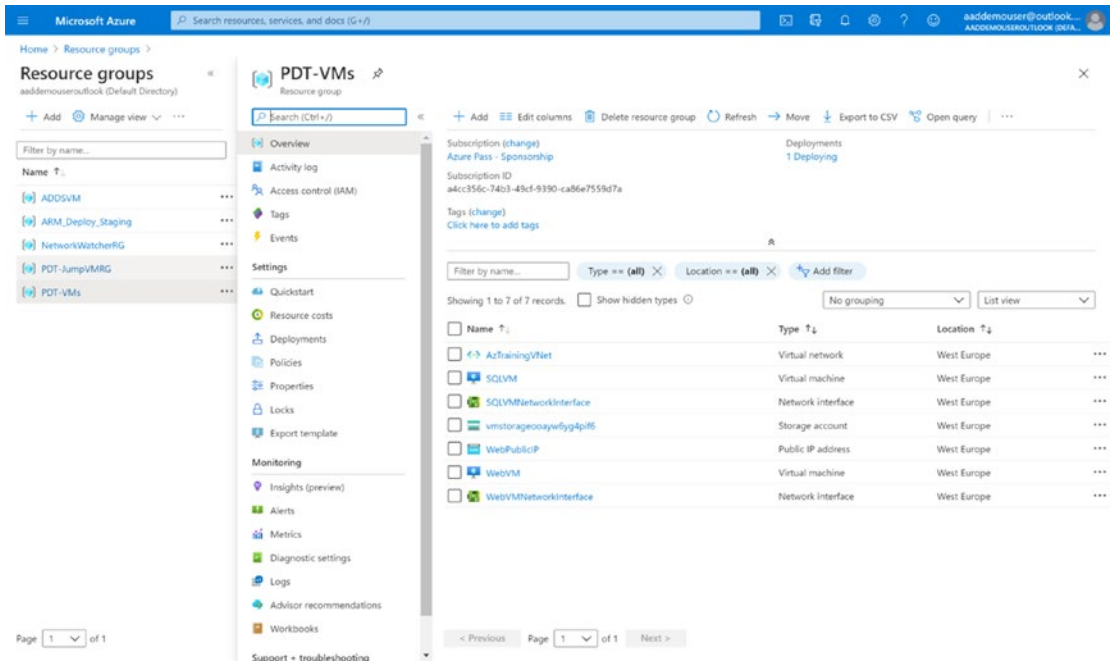 Microsoft Azure
Search resources, services, and docs (G+/)
aaddemouser@outlook....
AADDEMOUSEROUTLOOK (DEFA...
Home > Resource groups >
Resource groups
aaddemouseroutlook (Default Directory)
+ Add Manage view ...
Filter by name...
Name ↑
ADDSVM ...
ARM_Deploy_Staging ...
NetworkWatcherRG ...
PDT-JumpVMRG ...
PDT-VMs ...
Page 1 of 1
PDT-VMs
Resource group
Search (Ctrl+/)
Overview
Activity log
Access control (IAM)
Tags
Events
Settings
Quickstart
Resource costs
Deployments
Policies
Properties
Locks
Export template
Monitoring
Insights (preview)
Alerts
Metrics
Diagnostic settings
Logs
Advisor recommendations
Workbooks
Support + troubleshooting
+ Add Edit columns Delete resource group Refresh Move Export to CSV Open query ...
Subscription (change)
Azure Pass - Sponsorship
Subscription ID
a4cc356c-74b3-49cf-9390-ca86e7559d7a
Tags (change)
Click here to add tags
Deployments
1 Deploying
Filter by name... Type == (all) Location == (all) Add filter
Showing 1 to 7 of 7 records. Show hidden types No grouping List view
Name ↑↓ Type ↑↓ Location ↑↓
AzTrainingVNet Virtual network West Europe ...
SQLVM Virtual machine West Europe ...
SQLVMNetworkInterface Network interface West Europe ...
vmstorageooayw6yg4pif6 Storage account West Europe ...
WebPublicIP Public IP address West Europe ...
WebVM Virtual machine West Europe ...
WebVMNetworkInterface Network interface West Europe ...
< Previous Page 1 of 1 Next >